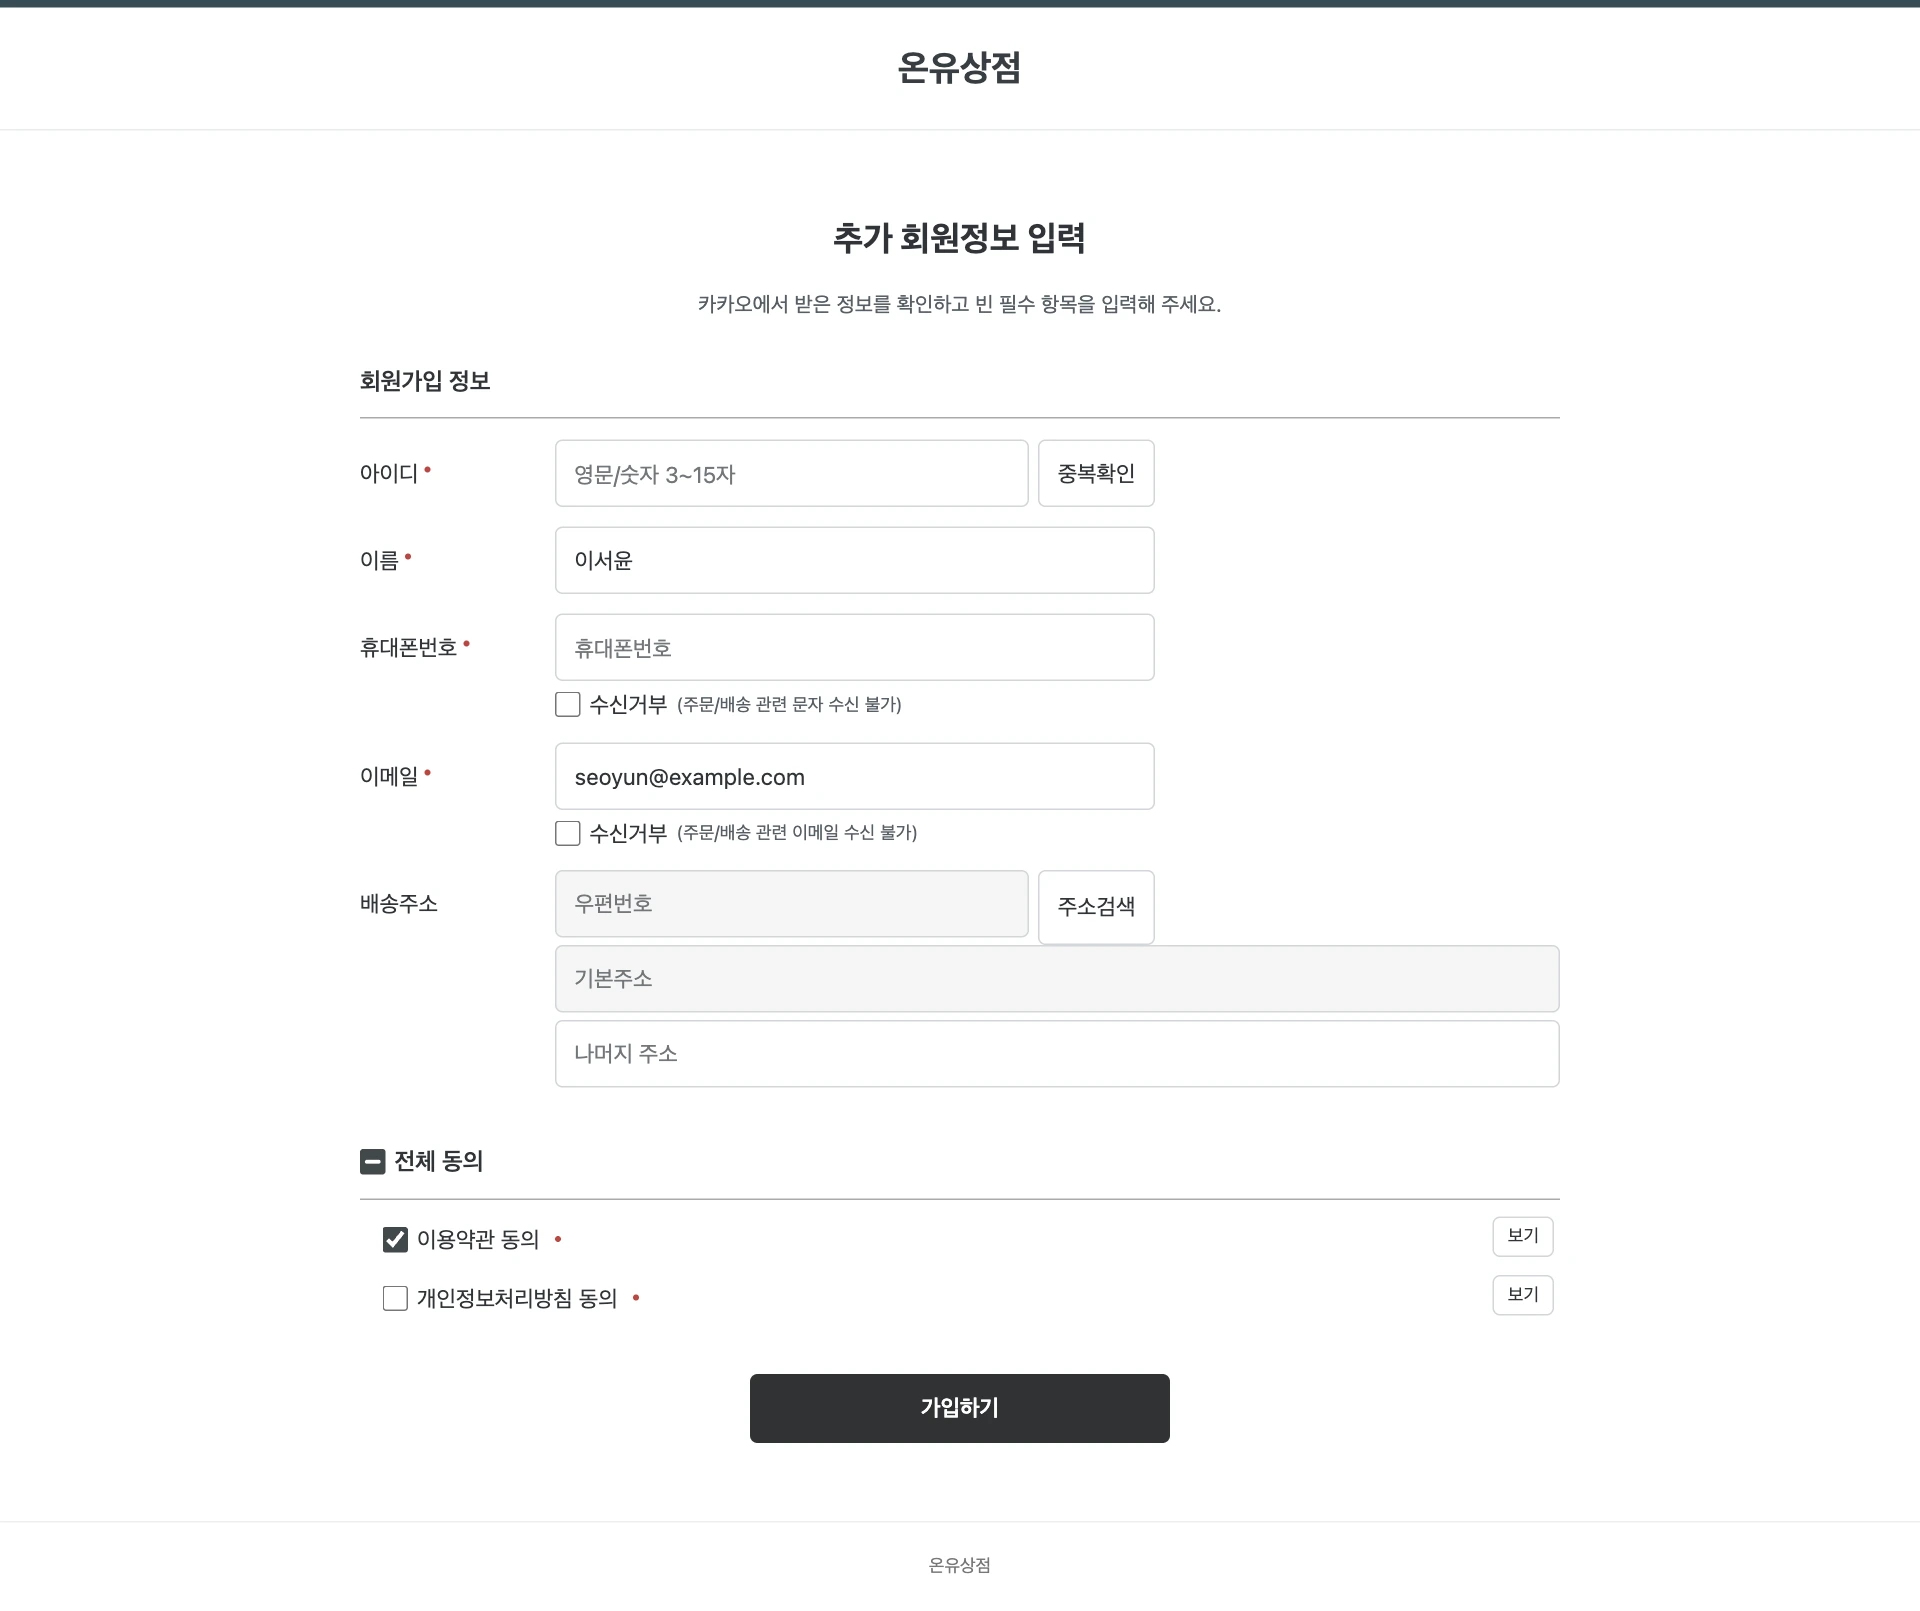 온유상점
추가 회원정보 입력
카카오에서 받은 정보를 확인하고 빈 필수 항목을 입력해 주세요.
회원가입 정보
아이디 •
영문/숫자 3~15자
중복확인
이름 •
이서윤
휴대폰번호 •
휴대폰번호
수신거부 (주문/배송 관련 문자 수신 불가)
이메일 •
seoyun@example.com
수신거부 (주문/배송 관련 이메일 수신 불가)
배송주소
우편번호
주소검색
기본주소
나머지 주소
전체 동의
이용약관 동의 •
보기
개인정보처리방침 동의 •
보기
가입하기
온유상점